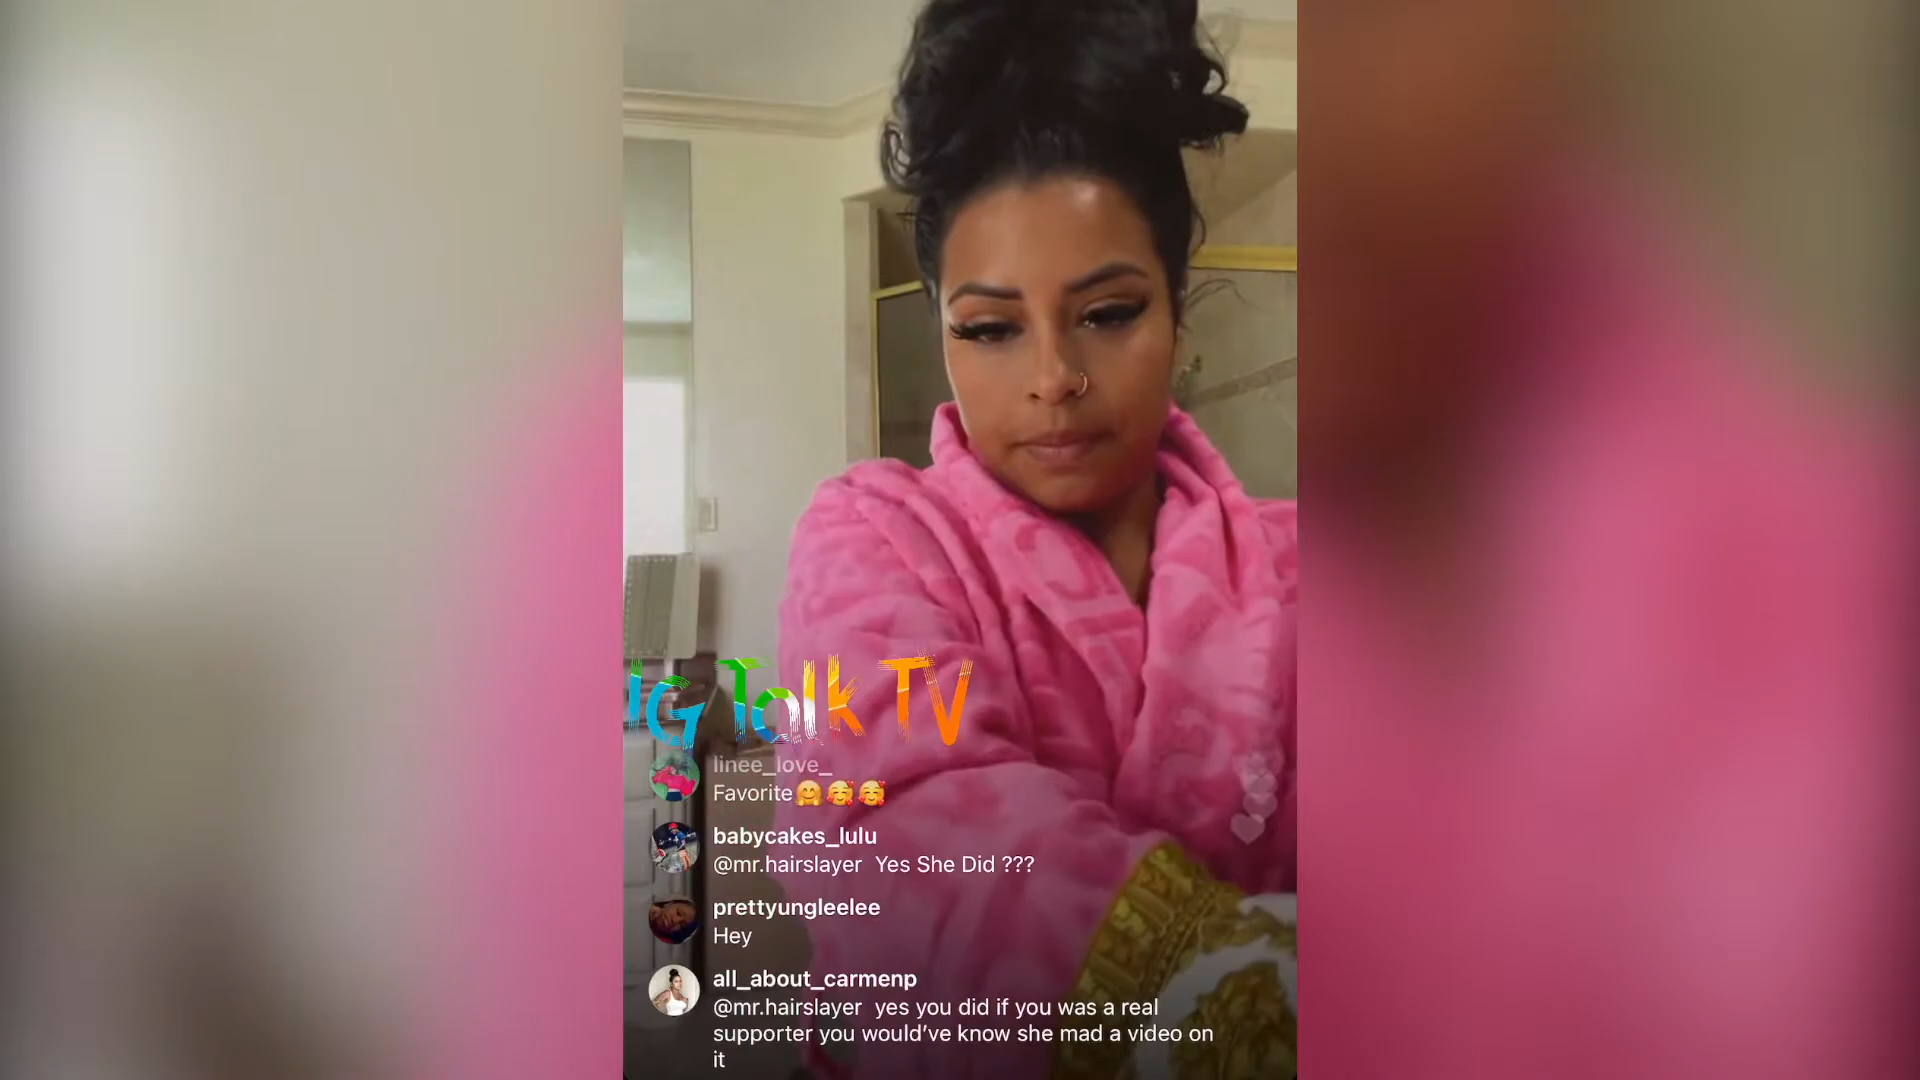 IG Talk TV
linee_love_
Favorite🤗🥰🥰
babycakes_lulu
@mr.hairslayer Yes She Did ???
prettyungleelee
Hey
all_about_carmenp
@mr.hairslayer yes you did if you was a real
supporter you would’ve know she mad a video on
it